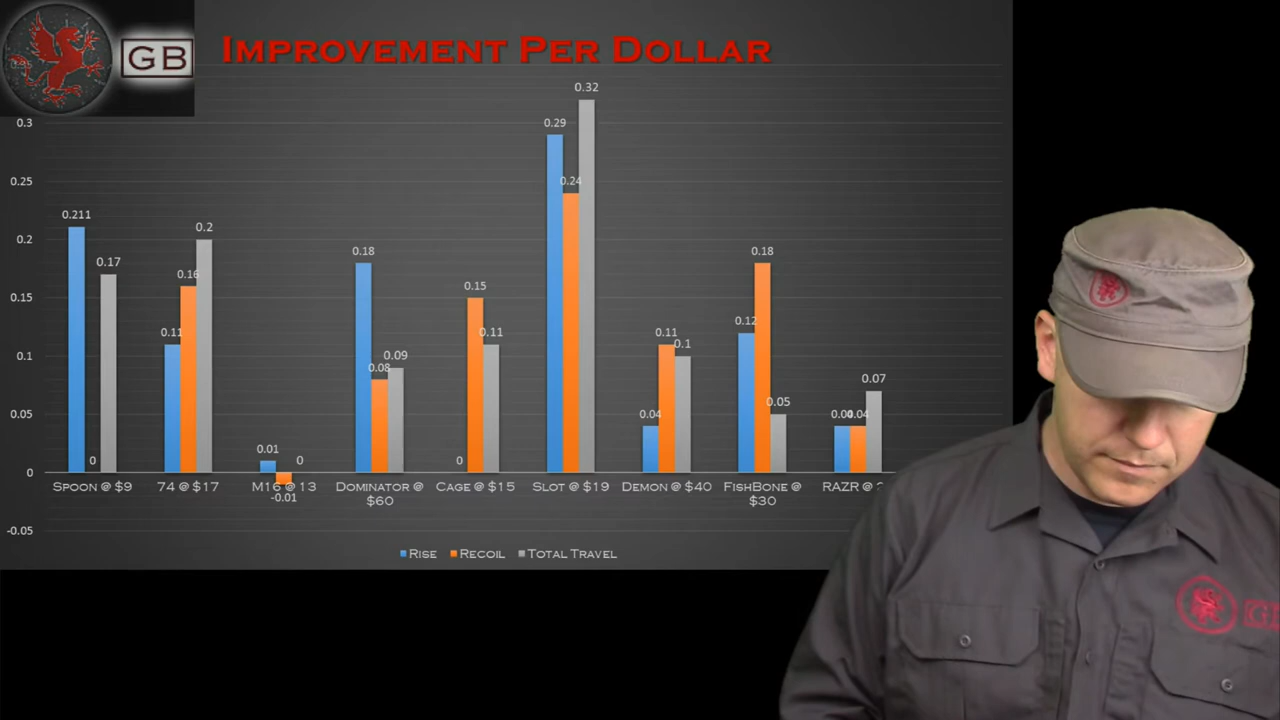 GB
Improvement Per Dollar
0.3
0.25
0.2
0.15
0.1
0.05
0
-0.05
0.211
0
0.17
0.11
0.16
0.2
0.01
-0.01
0
0.18
0.08
0.09
0
0.15
0.11
0.29
0.24
0.32
0.04
0.11
0.1
0.12
0.18
0.05
0.04
0.07
Spoon @ $9
74 @ $17
M16 @ 13
Dominator @
$60
Cage @ $15
Slot @ $19
Demon @ $40
FishBone @
$30
RAZR @
Rise
Recoil
Total Travel